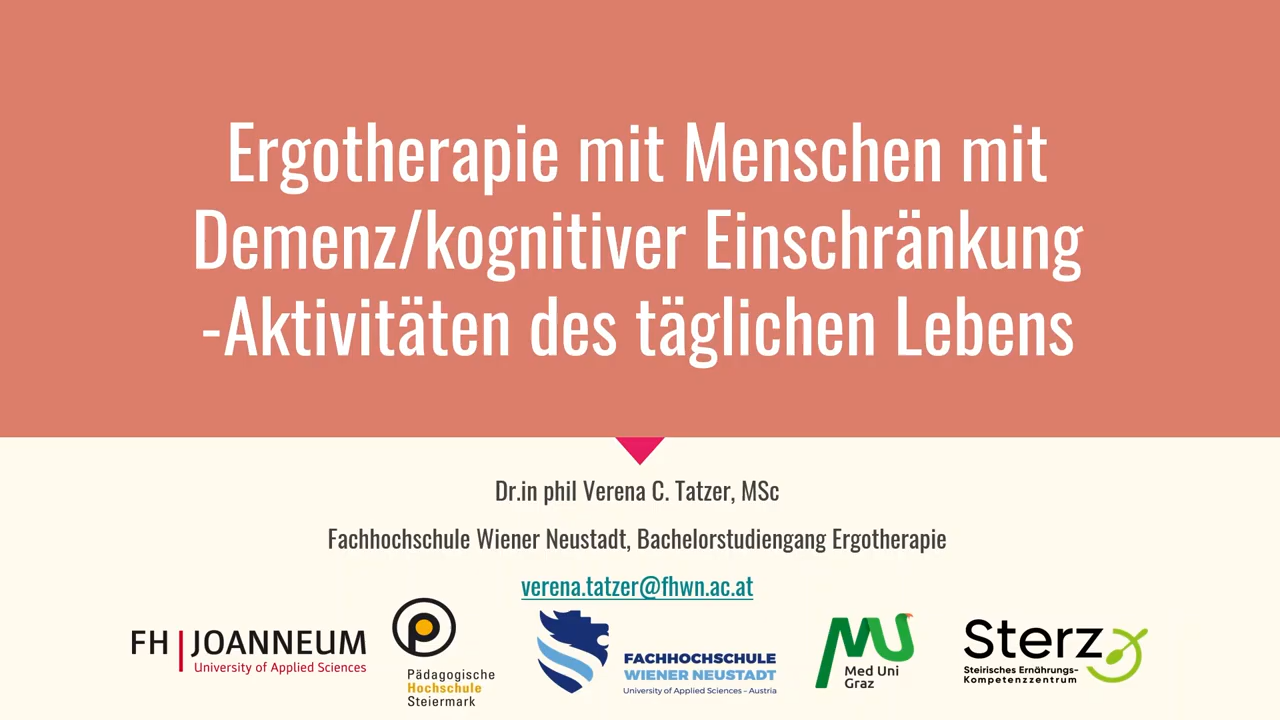 Ergotherapie mit Menschen mit
Demenz/kognitiver Einschränkung
-Aktivitäten des täglichen Lebens
Dr.in phil Verena C. Tatzer, MSc
Fachhochschule Wiener Neustadt, Bachelorstudiengang Ergotherapie
verena.tatzer@fhwn.ac.at
FH | JOANNEUM
University of Applied Sciences
Pädagogische
Hochschule
Steiermark
FACHHOCHSCHULE
WIENER NEUSTADT
University of Applied Sciences – Austria
Med Uni
Graz
Sterz
Steirisches Ernährungs-
Kompetenzzentrum